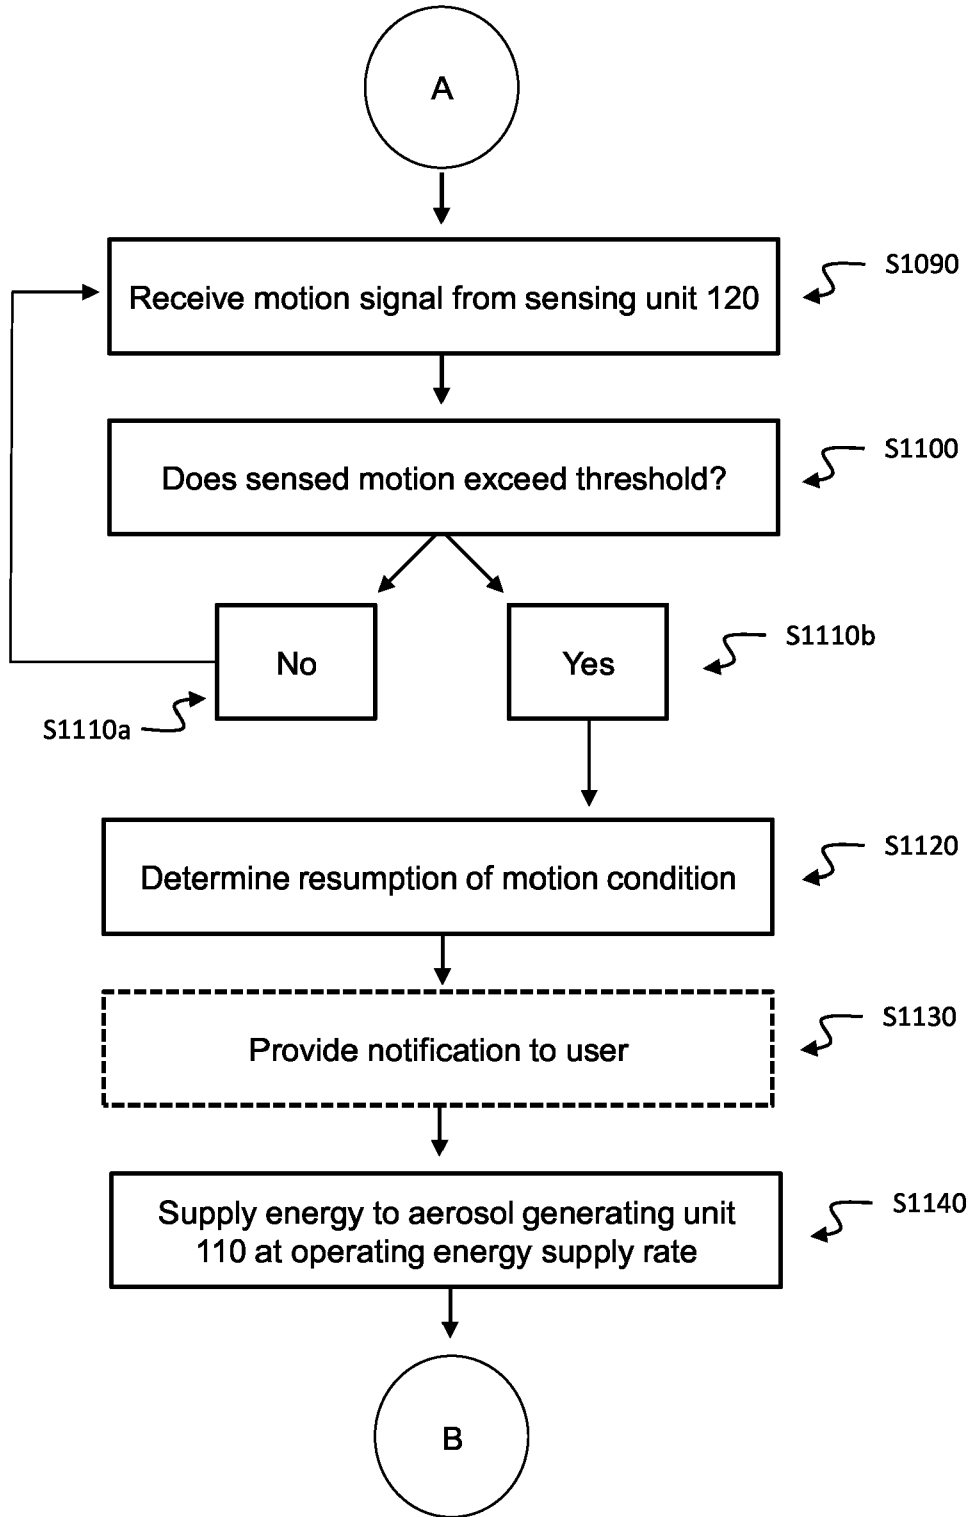 A
Receive motion signal from sensing unit 120
S1090
Does sensed motion exceed threshold?
S1100
No
Yes
S1110b
S1110a
Determine resumption of motion condition
S1120
Provide notification to user
S1130
Supply energy to aerosol generating unit
110 at operating energy supply rate
S1140
B